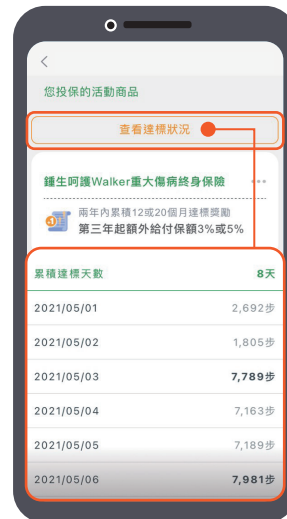 您投保的活動商品
查看達標狀況
鍾生呵護Walker重大傷病終身保險
兩年內累積12或20個月達標獎勵
第三年起額外給付保額3%或5%
累積達標天數 8天
2021/05/01 2,692步
2021/05/02 1,805步
2021/05/03 7,789步
2021/05/04 7,163步
2021/05/05 7,189步
2021/05/06 7,981步